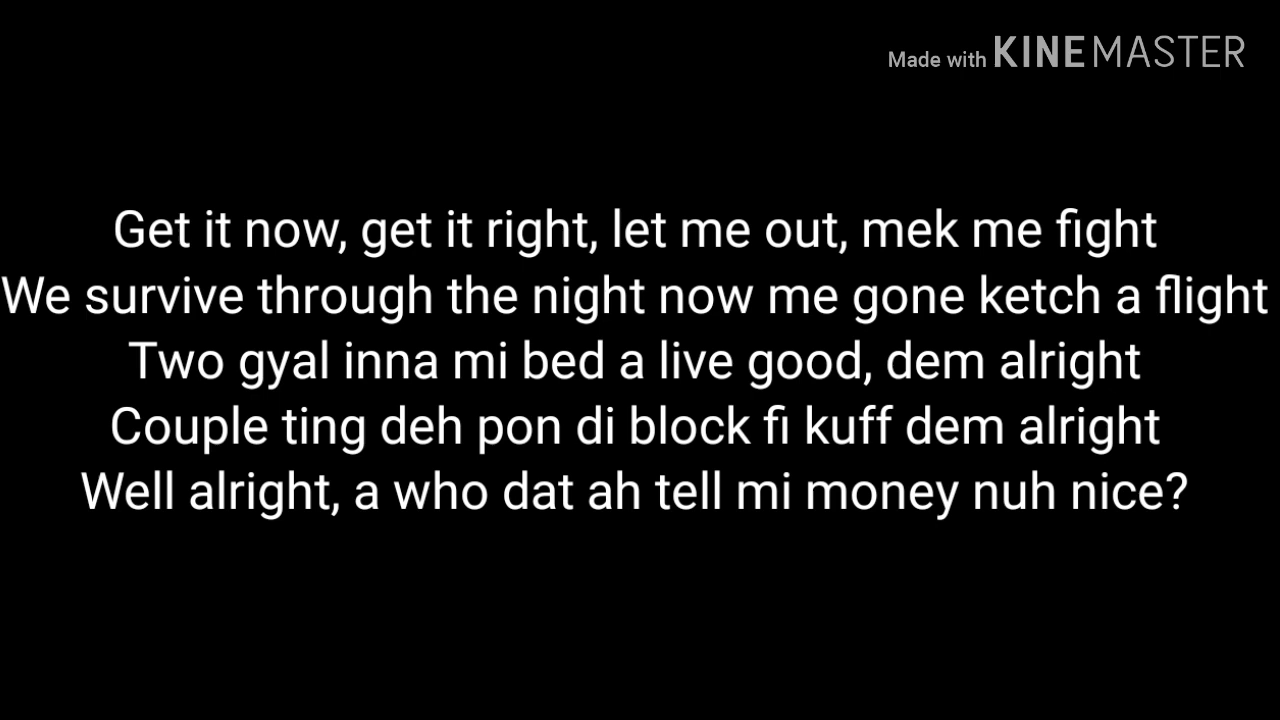 Made with KINEMASTER
Get it now, get it right, let me out, mek me fight
We survive through the night now me gone ketch a flight
Two gyal inna mi bed a live good, dem alright
Couple ting deh pon di block fi kuff dem alright
Well alright, a who dat ah tell mi money nuh nice?